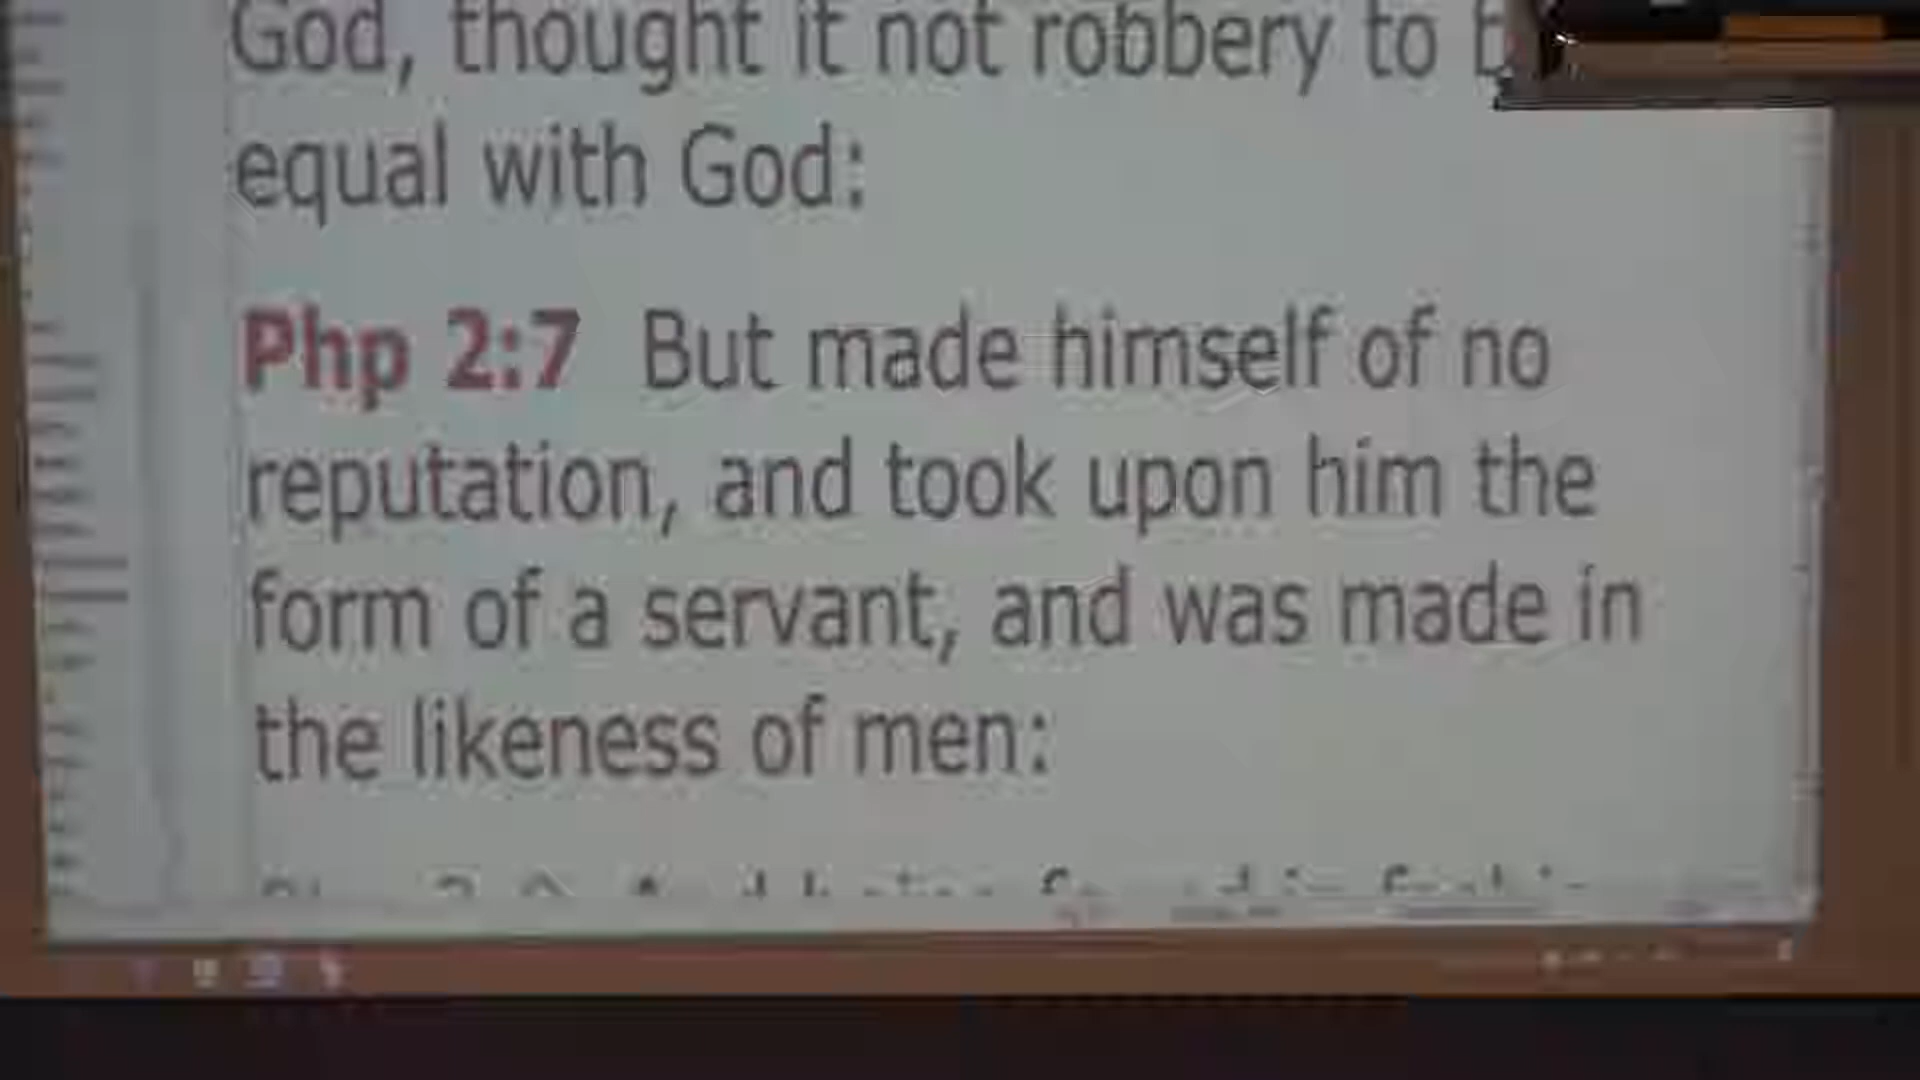 God, thought it not robbery to
equal with God:
Php 2:7 But made himself of no
reputation, and took upon him the
form of a servant, and was made in
the likeness of men: